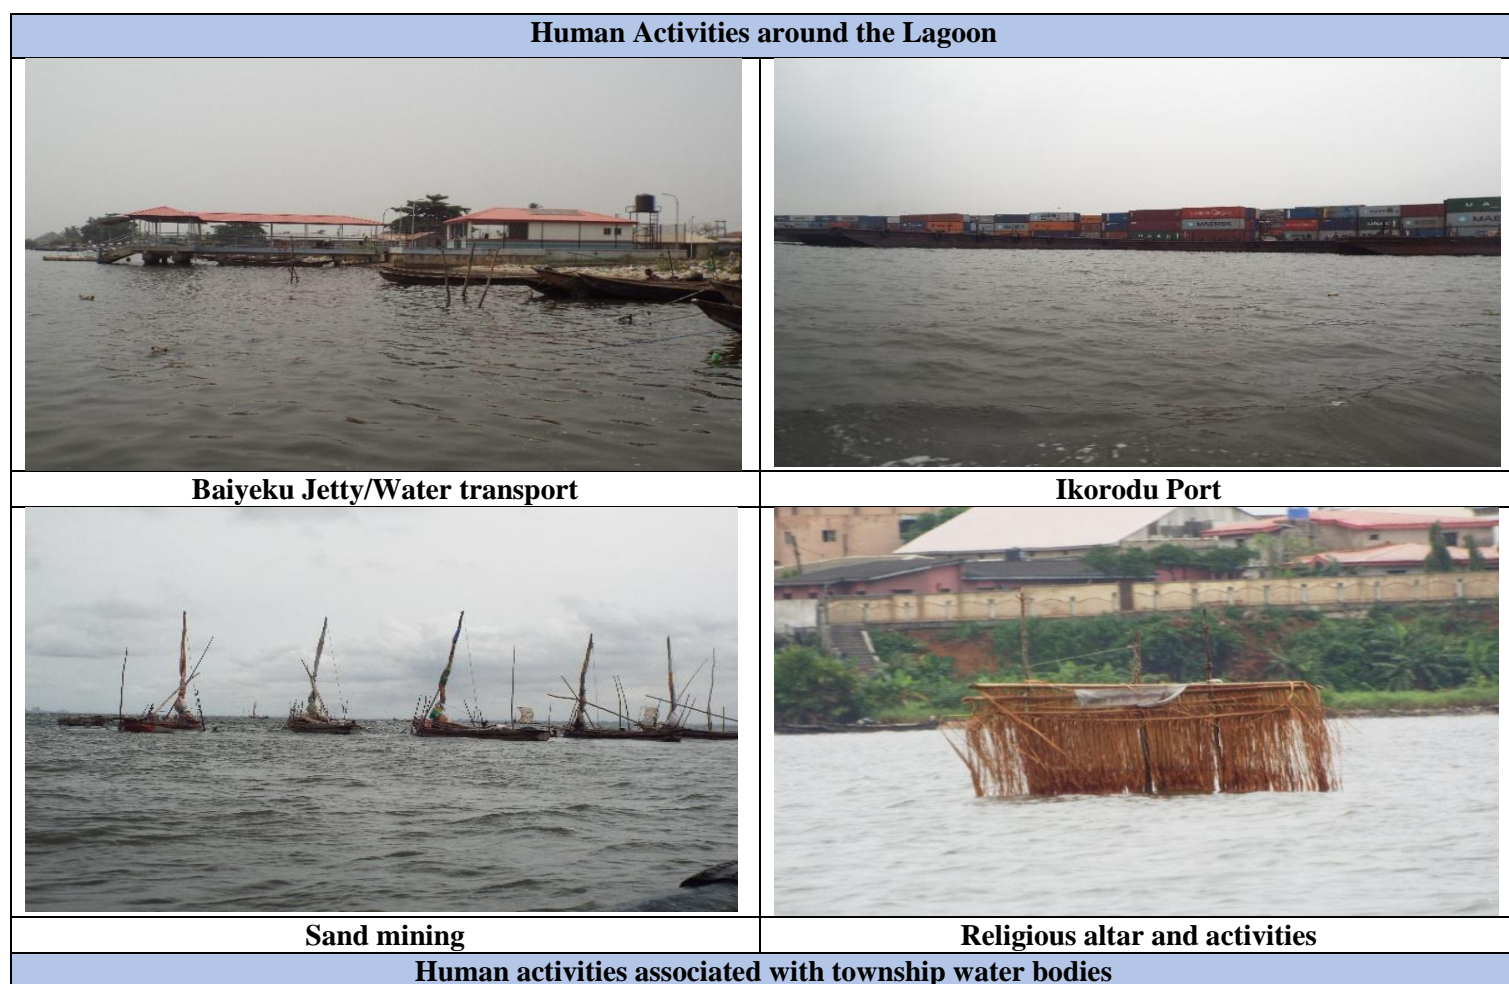 Human Activities around the Lagoon
Baiyeku Jetty/Water transport
Ikorodu Port
Sand mining
Religious altar and activities
Human activities associated with township water bodies